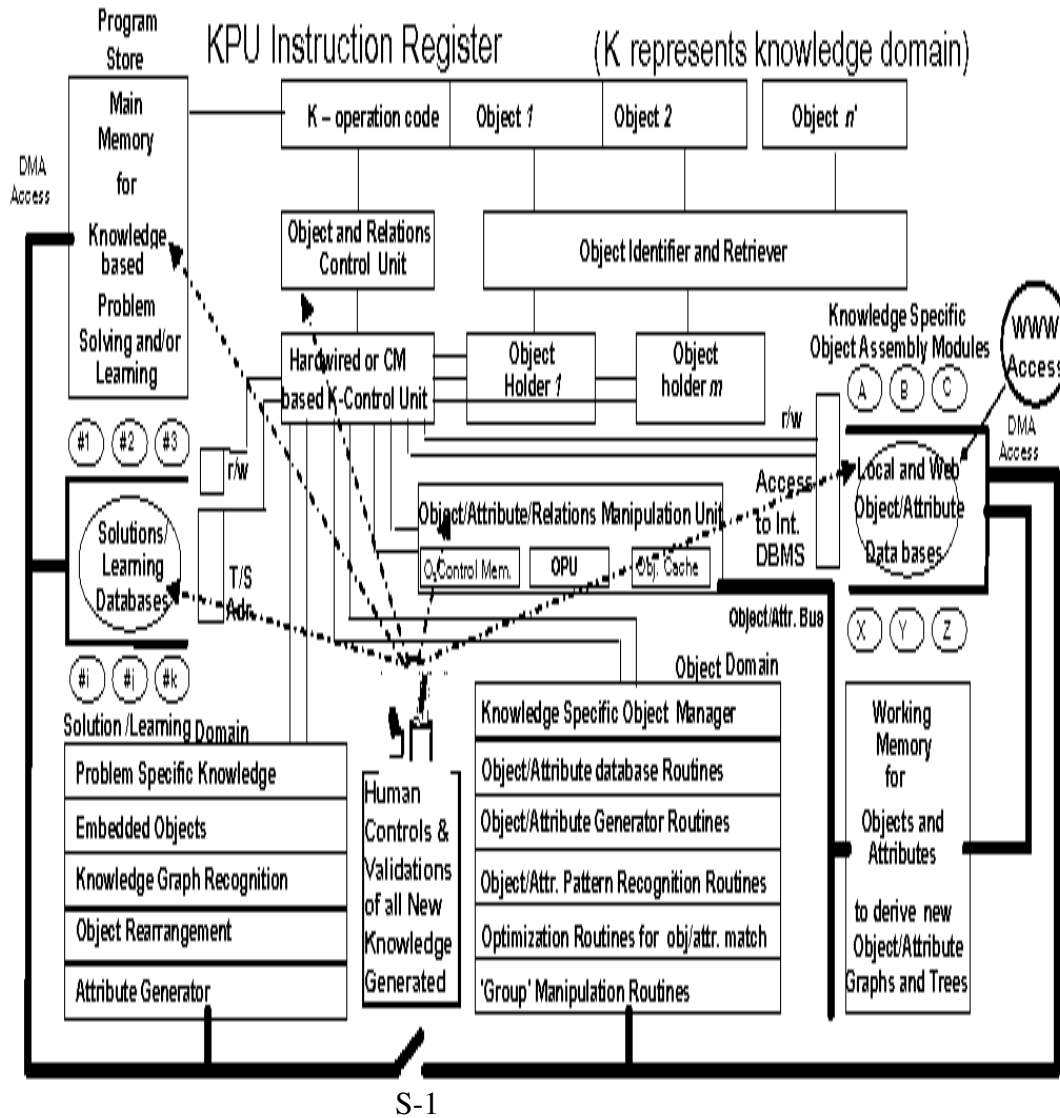 Program
Store
KPU Instruction Register
(K represents knowledge domain)
Main
Memory
for
Knowledge
based
Problem
Solving and/or
Learning
DMA
Access
K – operation code
Object 1
Object 2
Object n'
Object and Relations
Control Unit
Object Identifier and Retriever
Hardwired or CM
based K-Control Unit
Object
Holder 1
Object
holder m
Knowledge Specific
Object Assembly Modules
WWW
Access
A B C
#1 #2 #3
r/w
r/w
DMA
Access
Solutions/
Learning
Databases
T/S
Adr.
Object/Attribute/Relations Manipulation Unit
O Control Mem.
OPU
Obj. Cache
Access
to Int.
DBMS
Local and Web
Object/Attribute
Data bases
Object/Attr. Bus
X Y Z
#i #j #k
Solution /Learning Domain
Problem Specific Knowledge
Embedded Objects
Knowledge Graph Recognition
Object Rearrangement
Attribute Generator
Human
Controls &
Validations
of all New
Knowledge
Generated
Object Domain
Knowledge Specific Object Manager
Object/Attribute database Routines
Object/Attribute Generator Routines
Object/Attr. Pattern Recognition Routines
Optimization Routines for obj/attr. match
'Group' Manipulation Routines
Working
Memory
for
Objects and
Attributes
to derive new
Object/Attribute
Graphs and Trees
S-1